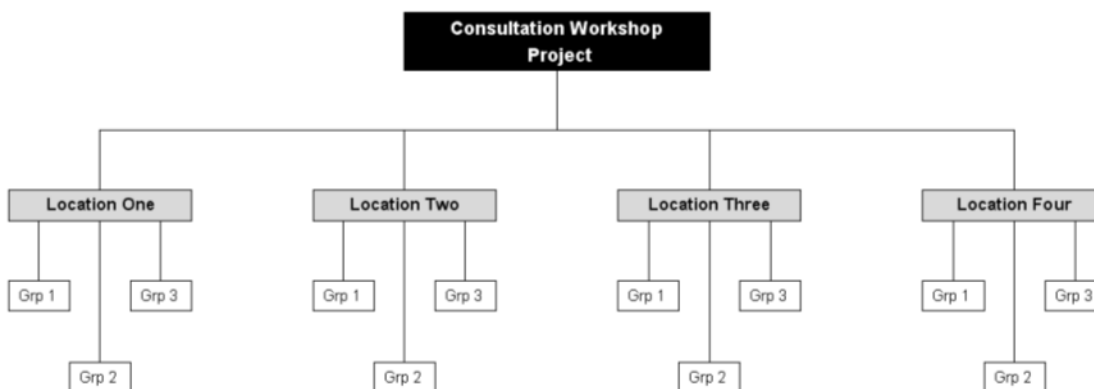 Consultation Workshop
Project
Location One
Location Two
Location Three
Location Four
Grp 1
Grp 3
Grp 1
Grp 3
Grp 1
Grp 3
Grp 1
Grp 3
Grp 2
Grp 2
Grp 2
Grp 2